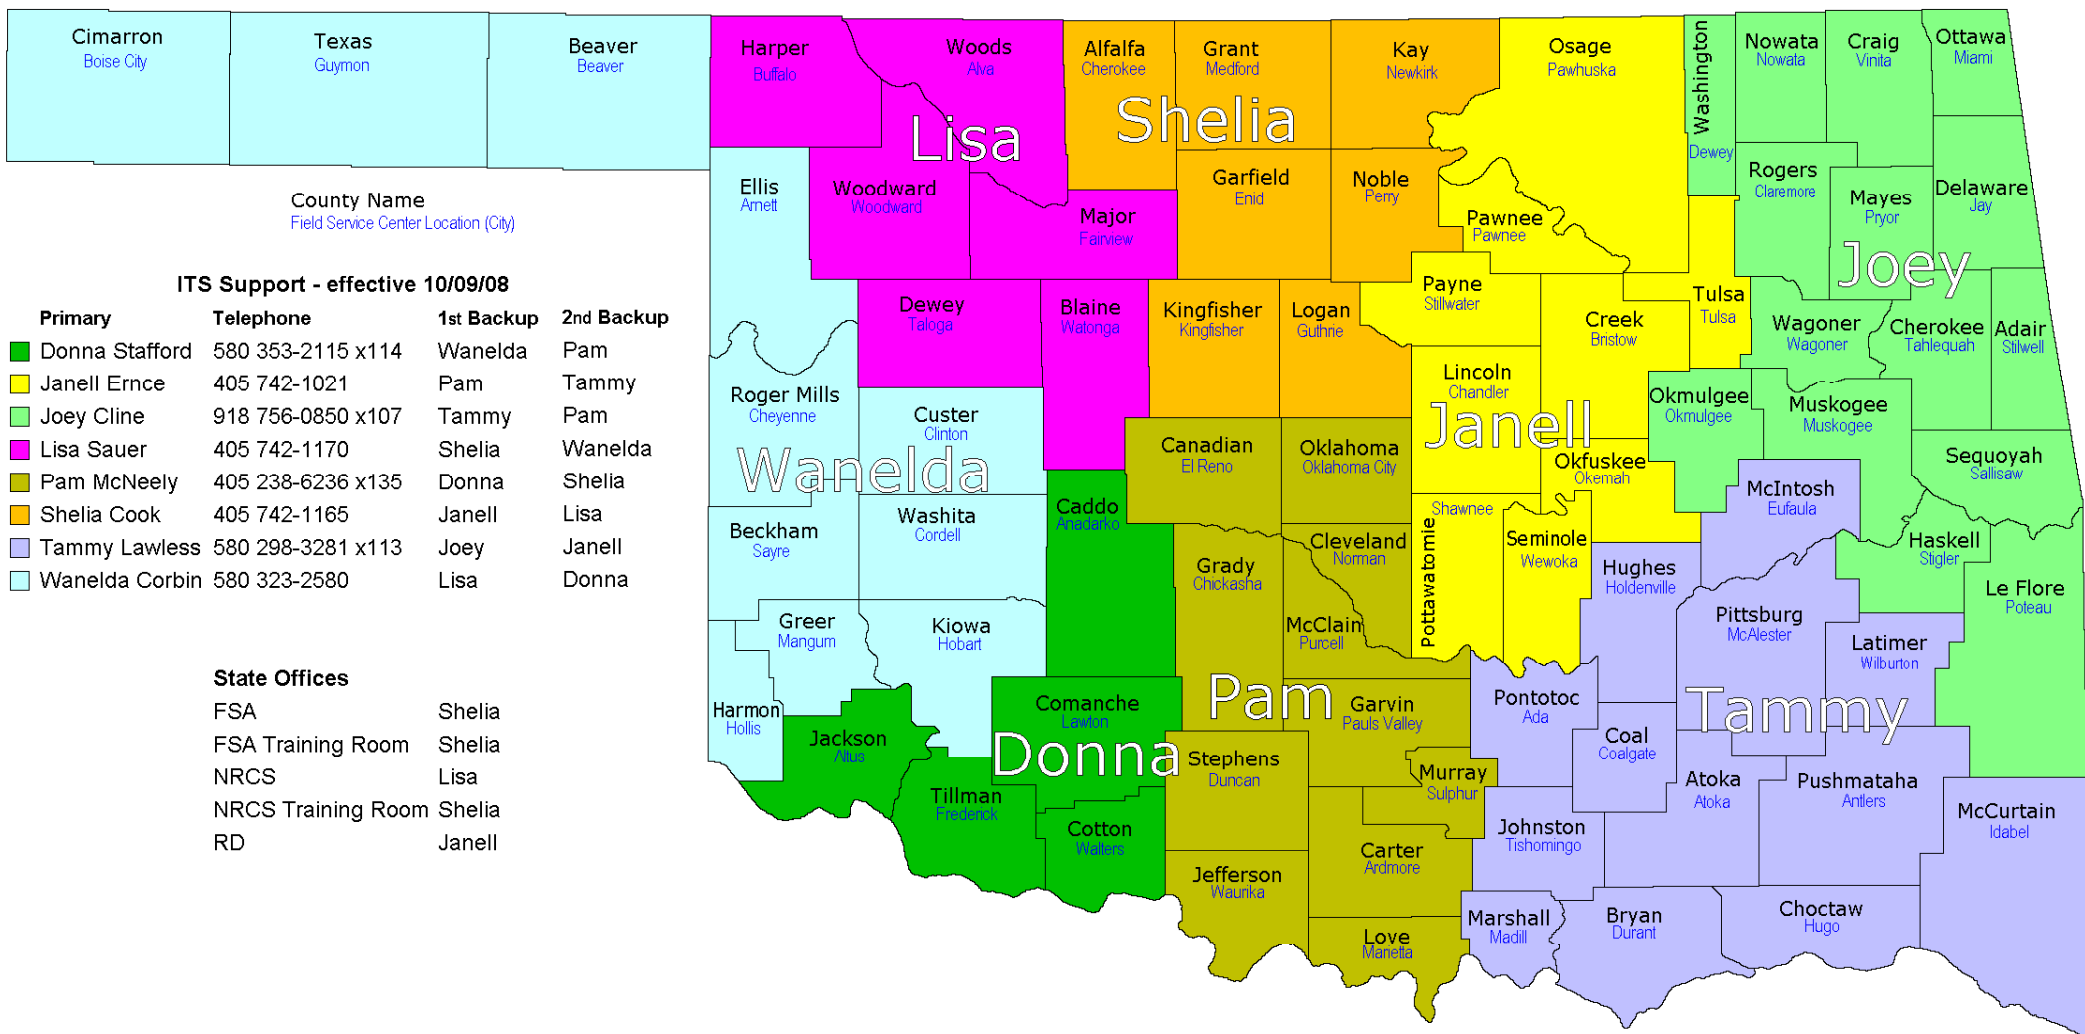 Cimarron
Boise City
Texas
Guymon
Beaver
Beaver
Harper
Buffalo
Woods
Alva
Alfalfa
Cherokee
Grant
Medford
Kay
Newkirk
Osage
Pawhuska
Washington
Dewey
Nowata
Nowata
Craig
Vinita
Ottawa
Miami
Lisa
Shelia
Ellis
Arnett
Woodward
Woodward
Major
Fairview
Garfield
Enid
Noble
Perry
Pawnee
Pawnee
Rogers
Claremore
Mayes
Pryor
Delaware
Jay
Joey
County Name
Field Service Center Location (City)
Dewey
Taloga
Blaine
Watonga
Kingfisher
Kingfisher
Logan
Guthrie
Payne
Stillwater
Creek
Bristow
Tulsa
Tulsa
Wagoner
Wagoner
Cherokee
Tahlequah
Adair
Stilwell
ITS Support - effective 10/09/08
Primary Telephone 1st Backup 2nd Backup
Donna Stafford 580 353-2115 x114 Wanelda Pam
Janell Ernce 405 742-1021 Pam Tammy
Joey Cline 918 756-0850 x107 Tammy Pam
Lisa Sauer 405 742-1170 Shelia Wanelda
Pam McNeely 405 238-6236 x135 Donna Shelia
Shelia Cook 405 742-1165 Janell Lisa
Tammy Lawless 580 298-3281 x113 Joey Janell
Wanelda Corbin 580 323-2580 Lisa Donna
Roger Mills
Cheyenne
Custer
Clinton
Wanelda
Lincoln
Chandler
Janell
Okmulgee
Okmulgee
Muskogee
Muskogee
Canadian
El Reno
Oklahoma
Oklahoma City
Okfuskee
Okemah
Sequoyah
Sallisaw
McIntosh
Eufaula
Beckham
Sayre
Washita
Cordell
Caddo
Anadarko
Shawnee
Pottawatomie
Seminole
Wewoka
Grady
Chickasha
Cleveland
Norman
Hughes
Holdenville
Haskell
Stigler
Le Flore
Poteau
Greer
Mangum
Kiowa
Hobart
McClain
Purcell
Pittsburg
McAlester
Latimer
Wilburton
Harmon
Hollis
Jackson
Altus
Comanche
Lawton
Donna
Pam
Garvin
Pauls Valley
Pontotoc
Ada
Coal
Coalgate
Tammy
State Offices
FSA Shelia
FSA Training Room Shelia
NRCS Lisa
NRCS Training Room Shelia
RD Janell
Tillman
Frederick
Cotton
Walters
Stephens
Duncan
Murray
Sulphur
Atoka
Atoka
Pushmataha
Antlers
McCurtain
Idabel
Johnston
Tishomingo
Carter
Ardmore
Jefferson
Waurika
Love
Marietta
Marshall
Madill
Bryan
Durant
Choctaw
Hugo